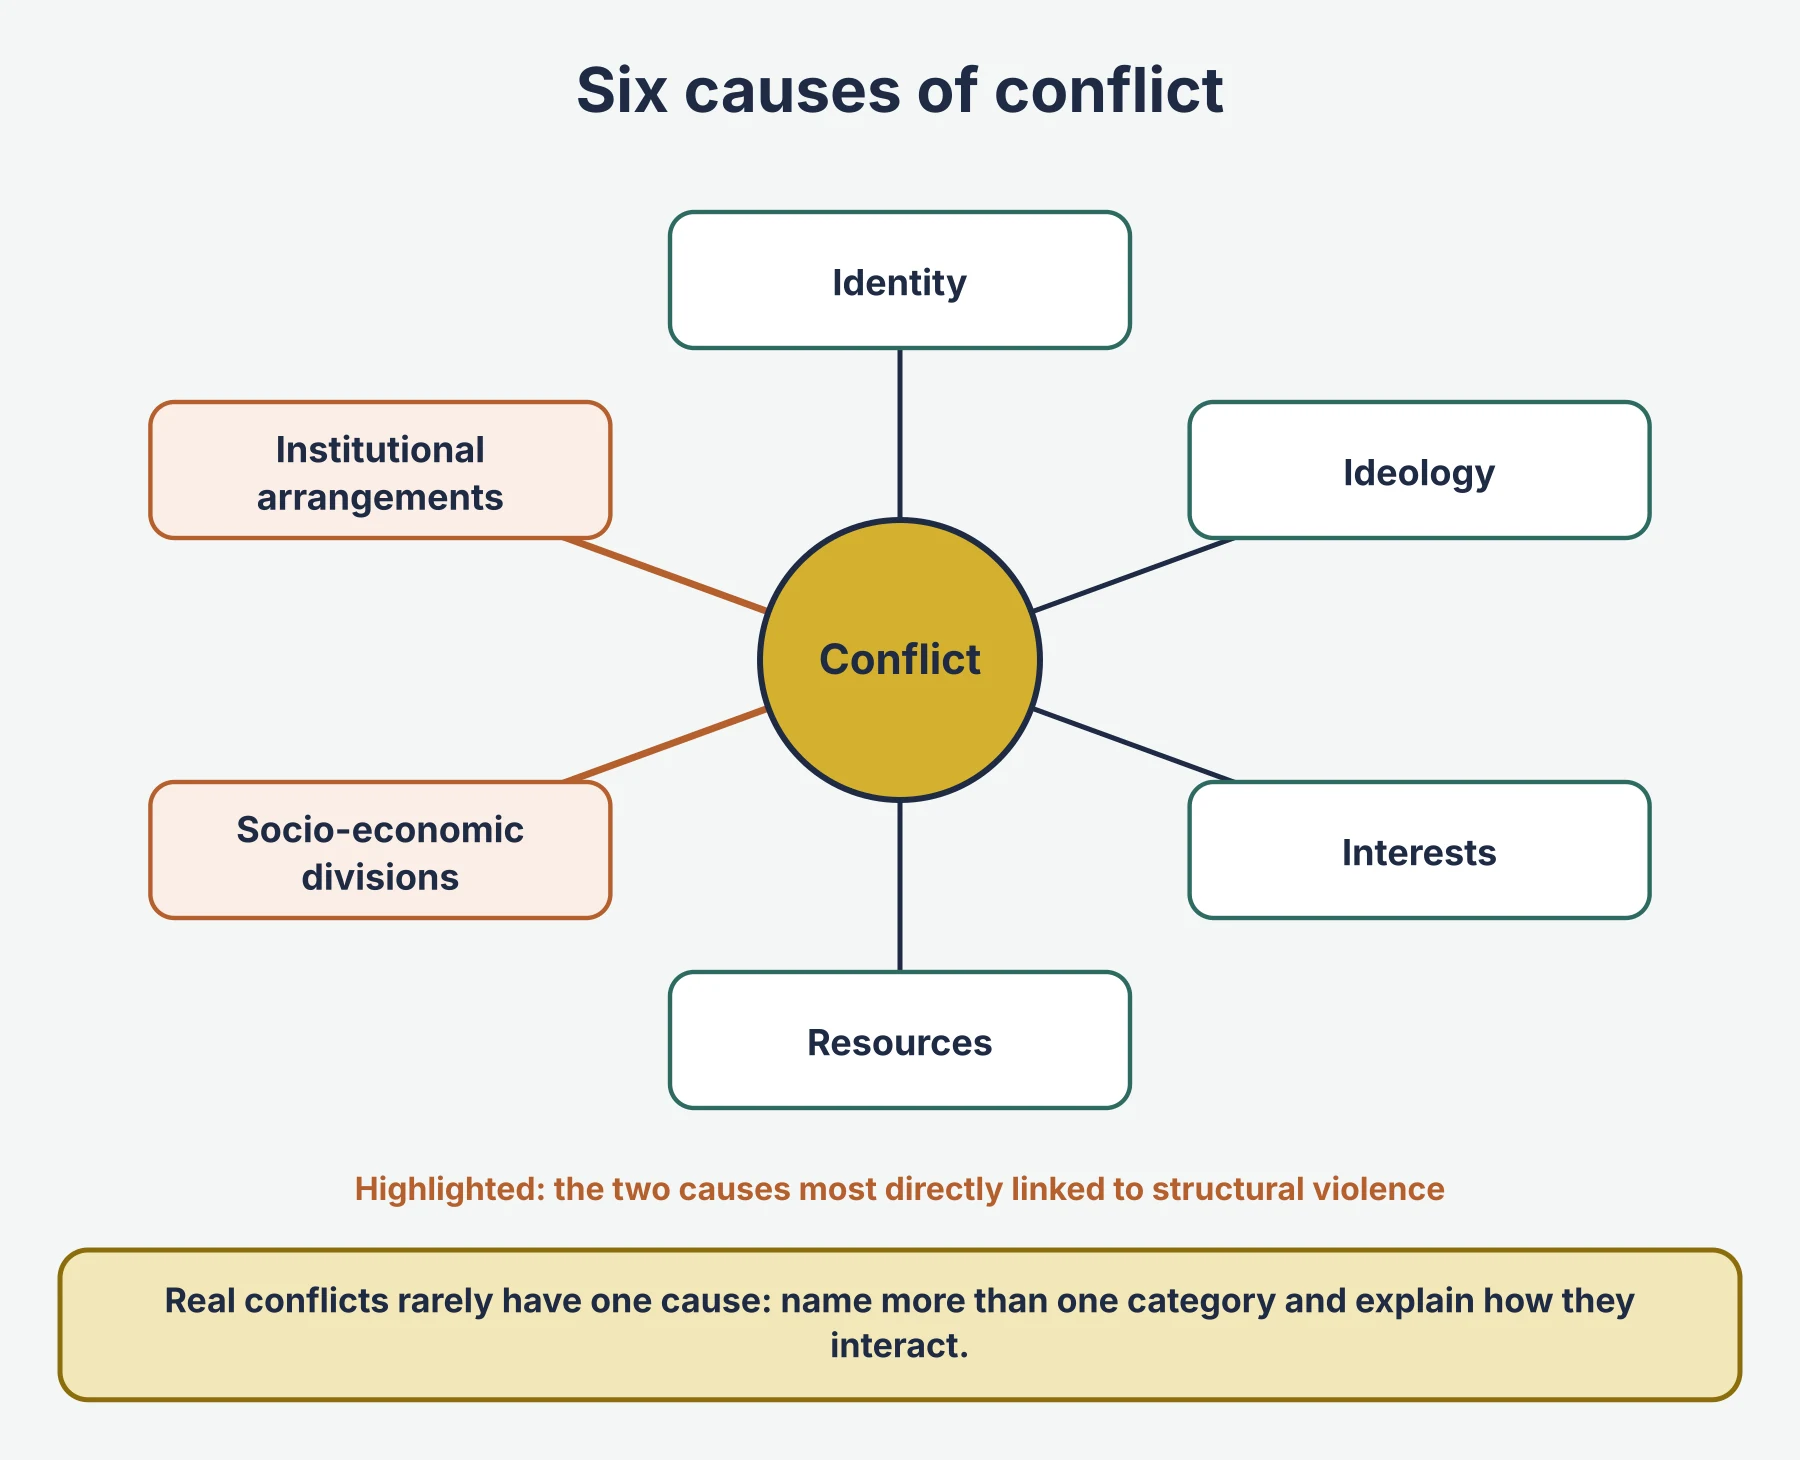 Six causes of conflict
Identity
Institutional
arrangements
Ideology
Conflict
Socio-economic
divisions
Interests
Resources
Highlighted: the two causes most directly linked to structural violence
Real conflicts rarely have one cause: name more than one category and explain how they
interact.